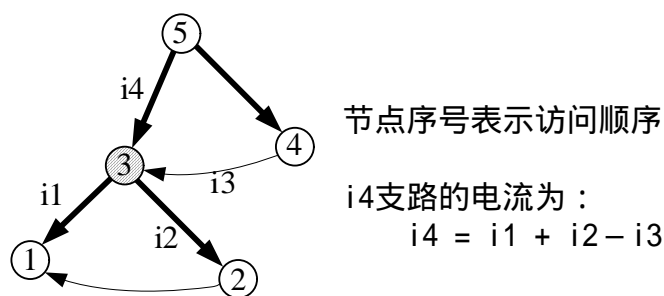 5
i4
4
3
i3
i1
i2
1
2
节点序号表示访问顺序
i4支路的电流为：
i4 = i1 + i2 − i3